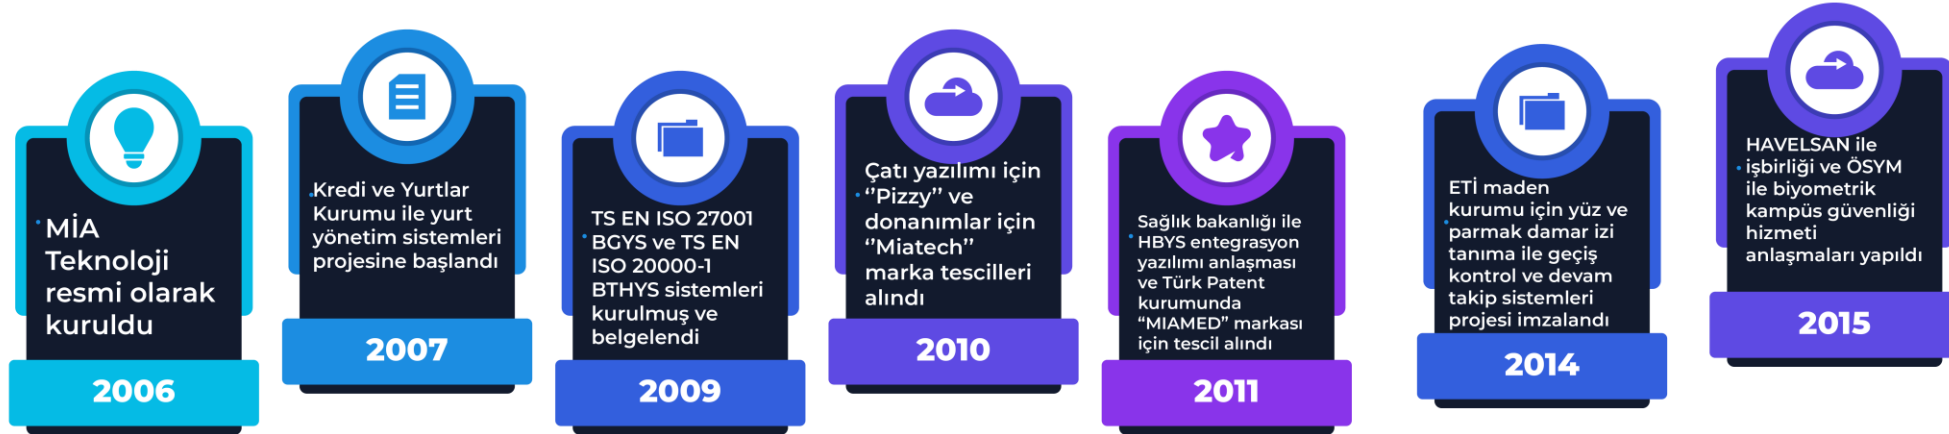 MİA
Teknoloji
resmi olarak
kuruldu
2006
Kredi ve Yurtlar
Kurumu ile yurt
yönetim sistemleri
projesine başlandı
2007
TS EN ISO 27001
BGYS ve TS EN
ISO 20000-1
BTHYS sistemleri
kurulmuş ve
belgelendi
2009
Çatı yazılımı için
‘’Pizzy’’ ve
donanımlar için
‘’Miatech’’
marka tescilleri
alındı
2010
Sağlık bakanlığı ile
HBYS entegrasyon
yazılımı anlaşması
ve Türk Patent
kurumunda
“MIAMED” markası
için tescil alındı
2011
ETİ maden
kurumu için yüz ve
parmak damar izi
tanıma ile geçiş
kontrol ve devam
takip sistemleri
projesi imzalandı
2014
HAVELSAN ile
işbirliği ve ÖSYM
ile biyometrik
kampüs güvenliği
hizmeti
anlaşmaları yapıldı
2015